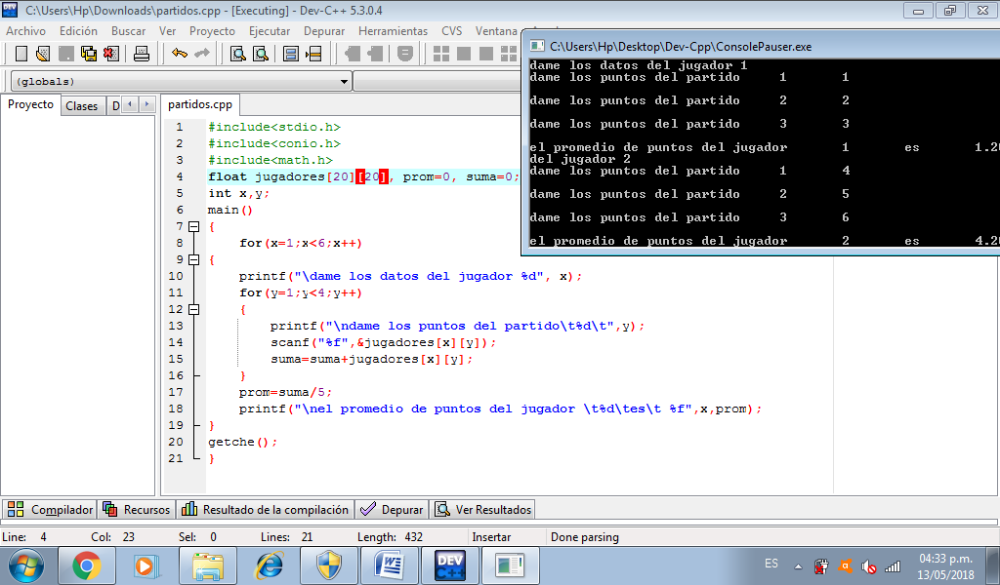 C:\Users\Hp\Downloads\partidos.cpp - [Executing] - Dev-C++ 5.3.0.4
Archivo Edición Buscar Ver Proyecto Ejecutar Depurar Herramientas CVS Ventana
(globals)
Proyecto Clases D
partidos.cpp
1 #include<stdio.h>
2 #include<conio.h>
3 #include<math.h>
4 float jugadores[20][20], prom=0, suma=0;
5 int x,y;
6 main()
7 {
8 for(x=1;x<6;x++)
9 {
10 printf("\dame los datos del jugador %d", x);
11 for(y=1;y<4;y++)
12 {
13 printf("\ndame los puntos del partido\t%d\t",y);
14 scanf("%f",&jugadores[x][y]);
15 suma=suma+jugadores[x][y];
16 }
17 prom=suma/5;
18 printf("\nel promedio de puntos del jugador \t%d\tes\t %f",x,prom);
19 }
20 getche();
21 }
C:\Users\Hp\Desktop\Dev-Cpp\ConsolePauser.exe
dame los datos del jugador 1
dame los puntos del partido 1 1
dame los puntos del partido 2 2
dame los puntos del partido 3 3
el promedio de puntos del jugador 1 es 1.20
del jugador 2
dame los puntos del partido 1 4
dame los puntos del partido 2 5
dame los puntos del partido 3 6
el promedio de puntos del jugador 2 es 4.20
Compilador Recursos Resultado de la compilación Depurar Ver Resultados
Line: 4 Col: 23 Sel: 0 Lines: 21 Length: 432 Insertar Done parsing
DEV C++
ES
04:33 p.m.
13/05/2018